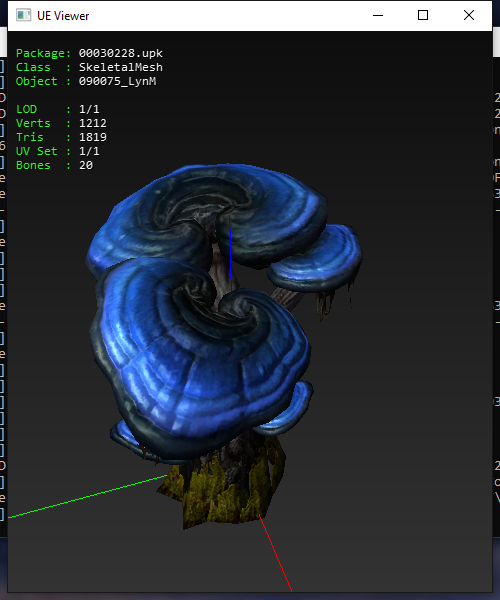 UE Viewer
Package: 00030228.upk
Class : SkeletalMesh
Object : 090075_LynM
LOD : 1/1
Verts : 1212
Tris : 1819
UV Set : 1/1
Bones : 20